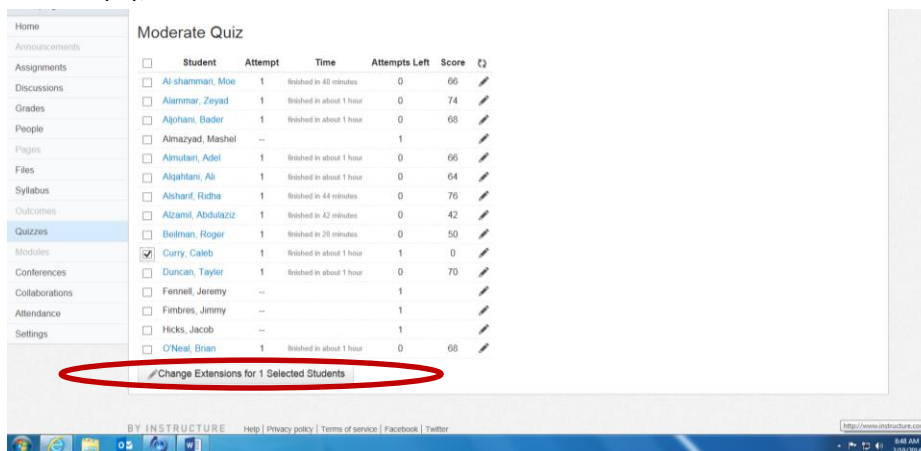 Home
Announcements
Assignments
Discussions
Grades
People
Pages
Files
Syllabus
Outcomes
Quizzes
Modules
Conferences
Collaborations
Attendance
Settings
Moderate Quiz
Student Attempt Time Attempts Left Score
Al-shammari, Moe 1 finished in 40 minutes 0 66
Alammar, Zeyad 1 finished in about 1 hour 0 74
Aljohani, Bader 1 finished in about 1 hour 0 68
Almazyad, Mashel -- 1
Almutairi, Adel 1 finished in about 1 hour 0 66
Alqahtani, Ali 1 finished in about 1 hour 0 64
Alsharif, Ridha 1 finished in 44 minutes 0 76
Alzamil, Abdulaziz 1 finished in 42 minutes 0 42
Beilman, Roger 1 finished in 20 minutes 0 50
Curry, Caleb 1 finished in about 1 hour 1 0
Duncan, Tayler 1 finished in about 1 hour 0 70
Fennell, Jeremy -- 1
Fimbres, Jimmy -- 1
Hicks, Jacob -- 1
O'Neal, Brian 1 finished in about 1 hour 0 68
Change Extensions for 1 Selected Students
BY INSTRUCTURE Help | Privacy policy | Terms of service | Facebook | Twitter
http://www.instructure.co
8:48 AM